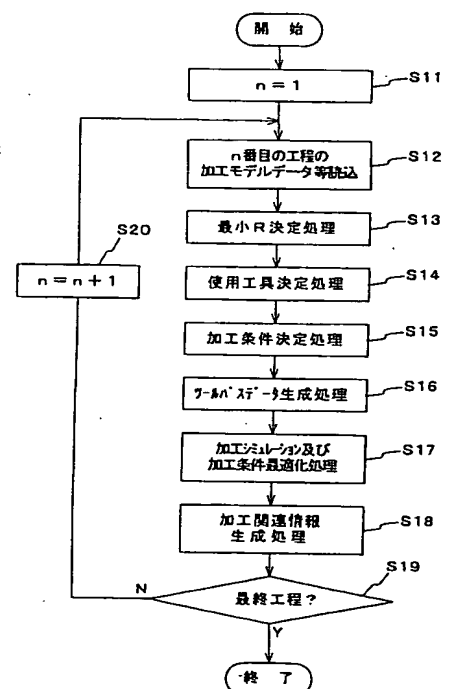 開始
n = 1
S11
n番目の工程の
加工モデルデータ等読込
S12
最小R決定処理
S13
使用工具決定処理
S14
加工条件決定処理
S15
ツールパスデータ生成処理
S16
加工シミュレーション及び
加工条件最適化処理
S17
加工関連情報
生成処理
S18
最終工程?
S19
N
Y
S20
n = n + 1
終了